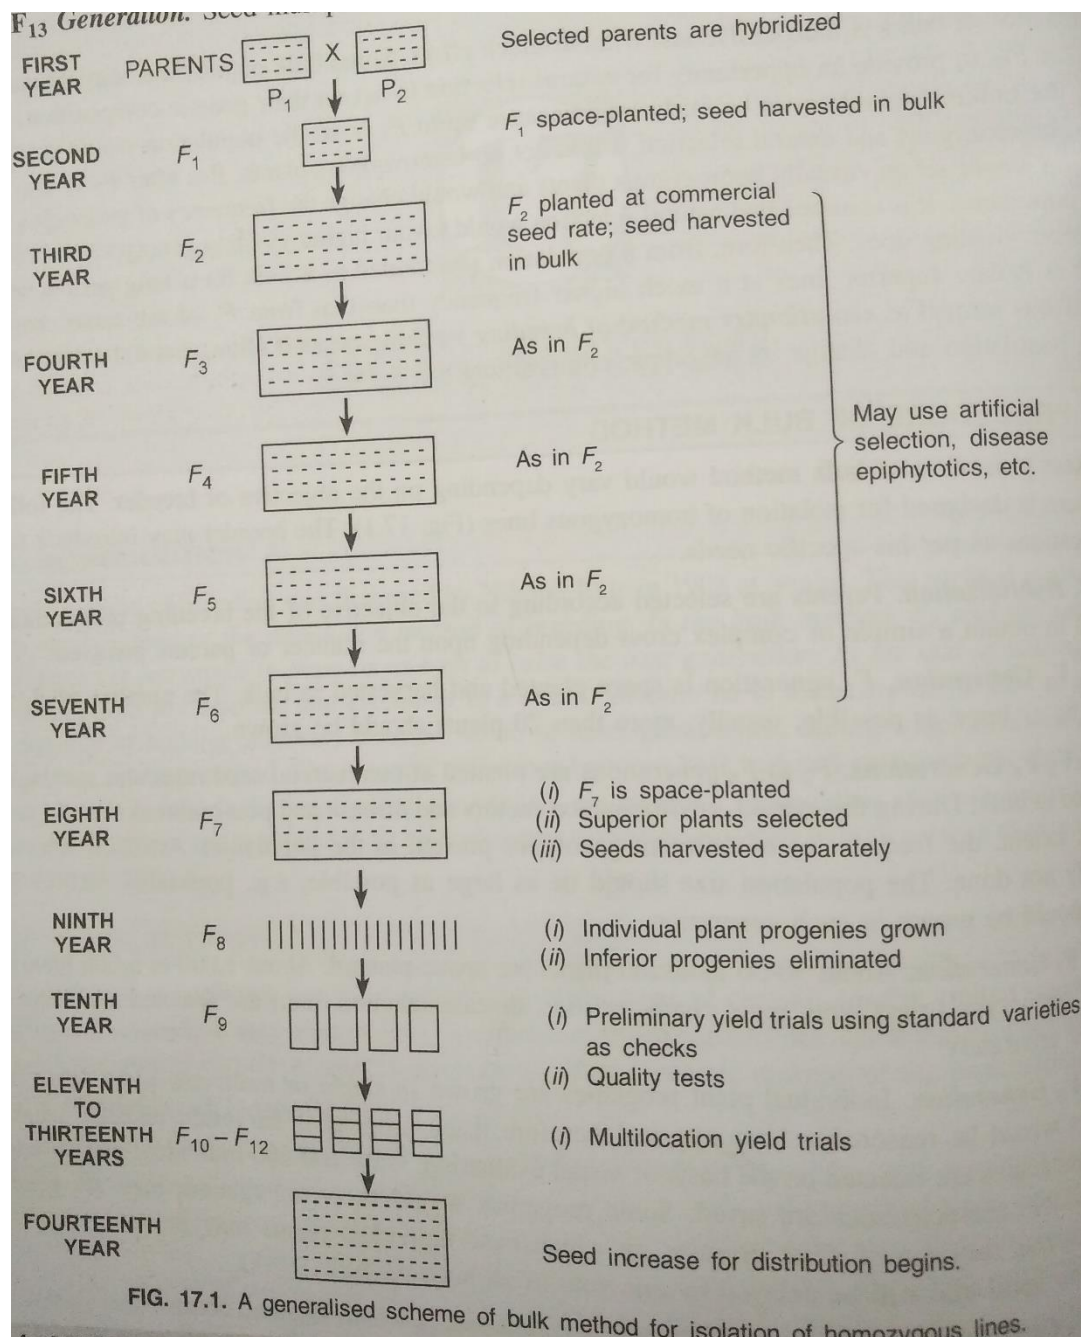 F13 Generation.
FIRST YEAR PARENTS P1 X P2 Selected parents are hybridized
SECOND YEAR F1 F1 space-planted; seed harvested in bulk
THIRD YEAR F2 F2 planted at commercial seed rate; seed harvested in bulk
FOURTH YEAR F3 As in F2
FIFTH YEAR F4 As in F2
May use artificial selection, disease epiphytotics, etc.
SIXTH YEAR F5 As in F2
SEVENTH YEAR F6 As in F2
EIGHTH YEAR F7 (i) F7 is space-planted
(ii) Superior plants selected
(iii) Seeds harvested separately
NINTH YEAR F8 (i) Individual plant progenies grown
(ii) Inferior progenies eliminated
TENTH YEAR F9 (i) Preliminary yield trials using standard varieties as checks
(ii) Quality tests
ELEVENTH TO THIRTEENTH YEARS F10 – F12 (i) Multilocation yield trials
FOURTEENTH YEAR Seed increase for distribution begins.
FIG. 17.1. A generalised scheme of bulk method for isolation of homozygous lines.